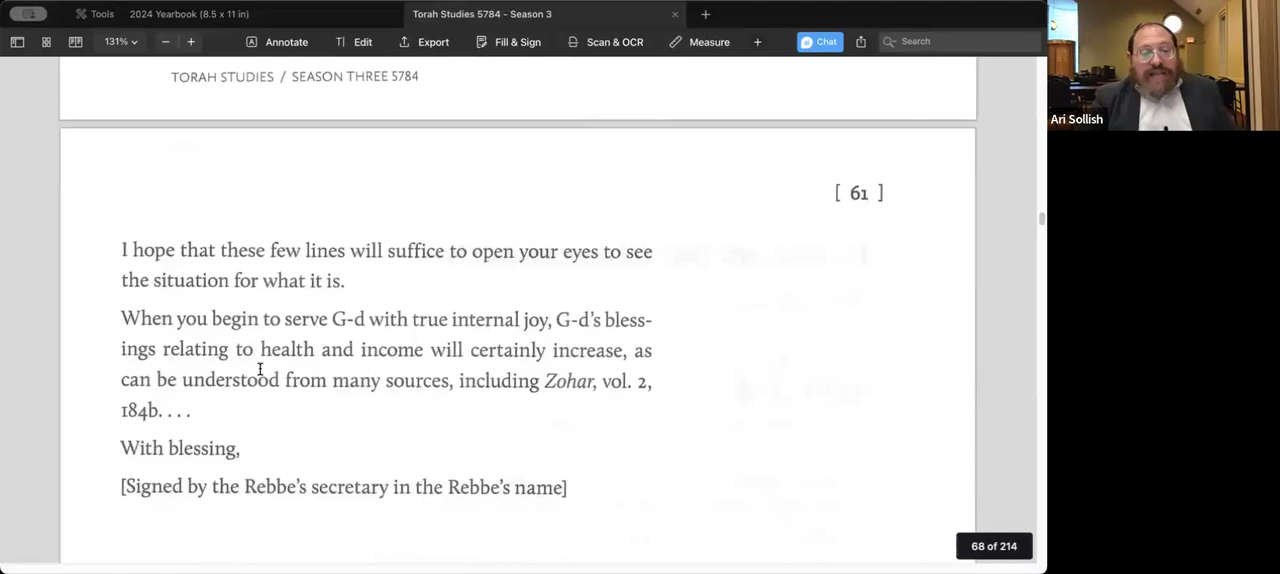 Tools
2024 Yearbook (8.5 x 11 in)
Torah Studies 5784 - Season 3
131%
Annotate
Edit
Export
Fill & Sign
Scan & OCR
Measure
Chat
Search
Ari Sollish
TORAH STUDIES / SEASON THREE 5784
[ 61 ]
I hope that these few lines will suffice to open your eyes to see
the situation for what it is.
When you begin to serve G-d with true internal joy, G-d's bless-
ings relating to health and income will certainly increase, as
can be understood from many sources, including Zohar, vol. 2,
184b. . . .
With blessing,
[Signed by the Rebbe's secretary in the Rebbe's name]
68 of 214